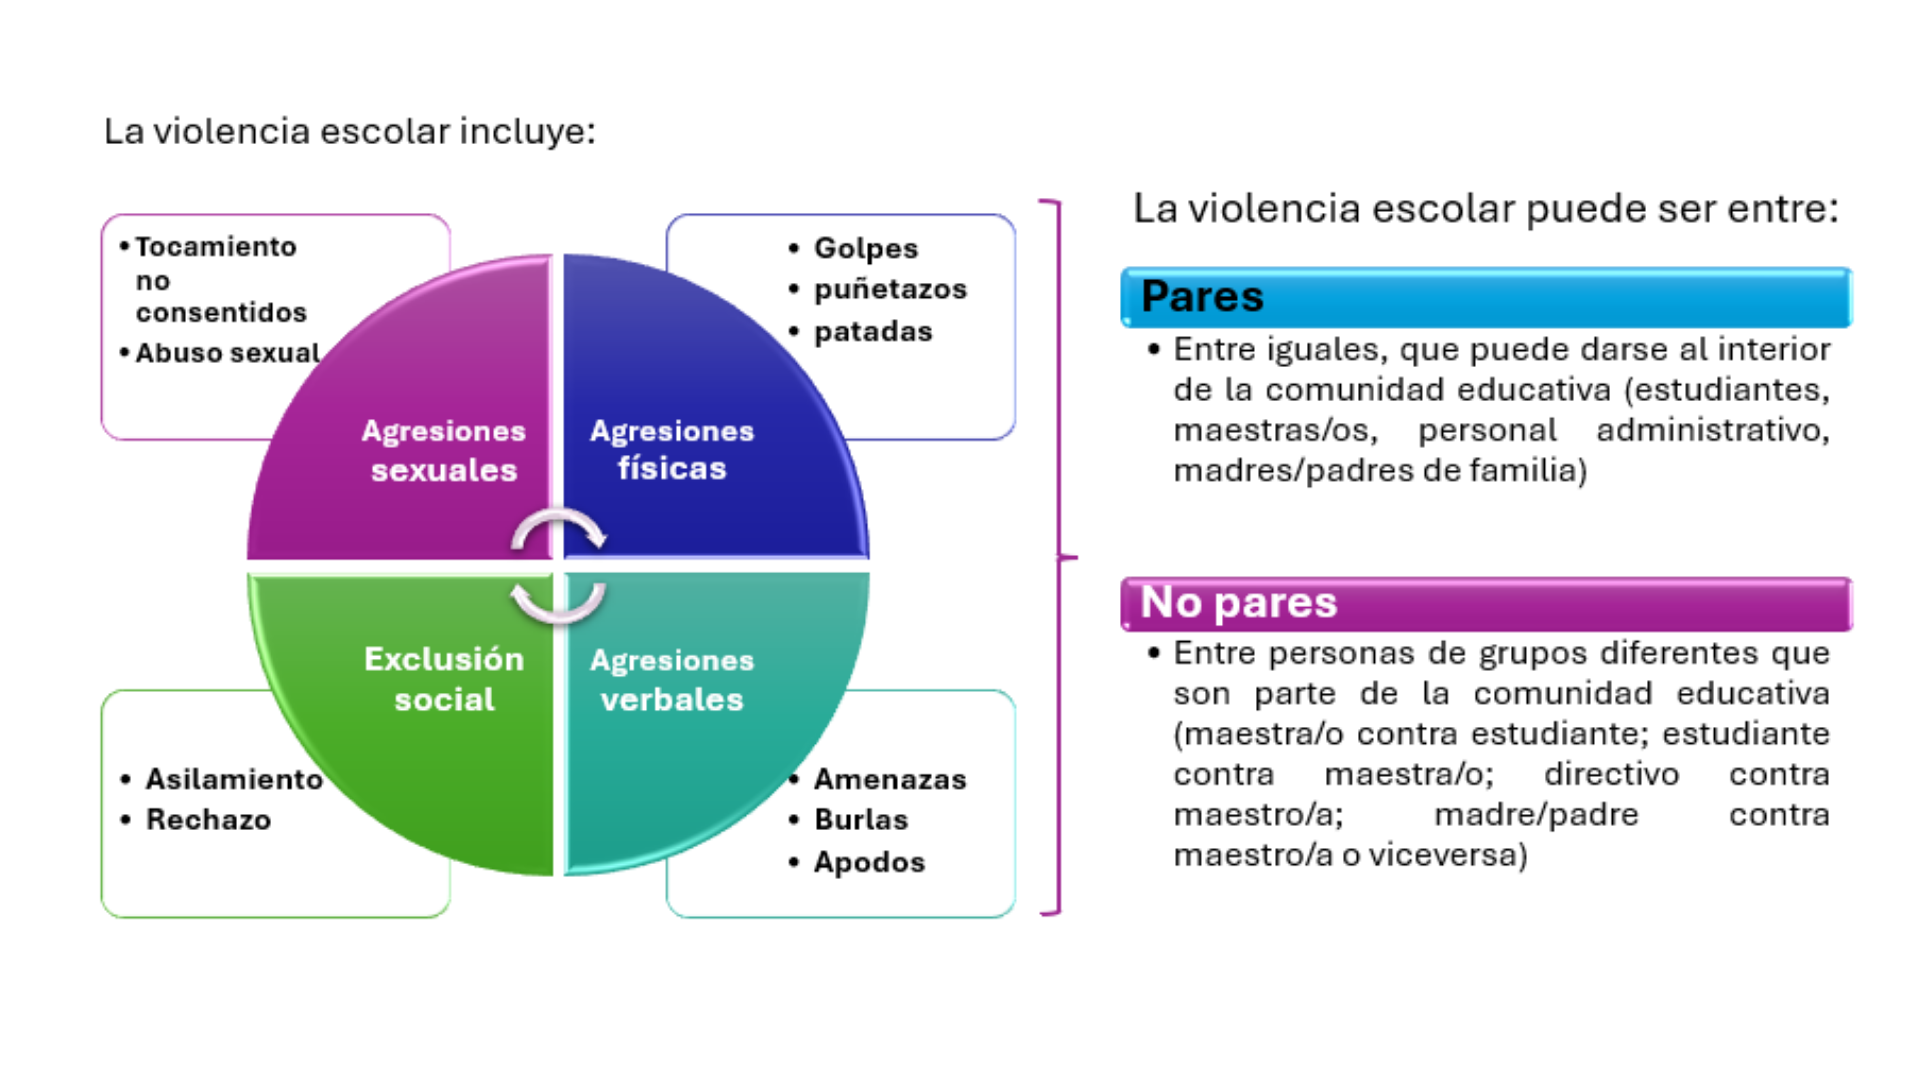 La violencia escolar incluye:
• Tocamiento
no
consentidos
• Abuso sexual
• Golpes
• puñetazos
• patadas
Agresiones
sexuales
Agresiones
físicas
Exclusión
social
Agresiones
verbales
• Asilamiento
• Rechazo
• Amenazas
• Burlas
• Apodos
La violencia escolar puede ser entre:
Pares
• Entre iguales, que puede darse al interior
de la comunidad educativa (estudiantes,
maestras/os, personal administrativo,
madres/padres de familia)
No pares
• Entre personas de grupos diferentes que
son parte de la comunidad educativa
(maestra/o contra estudiante; estudiante
contra maestra/o; directivo contra
maestro/a; madre/padre contra
maestro/a o viceversa)